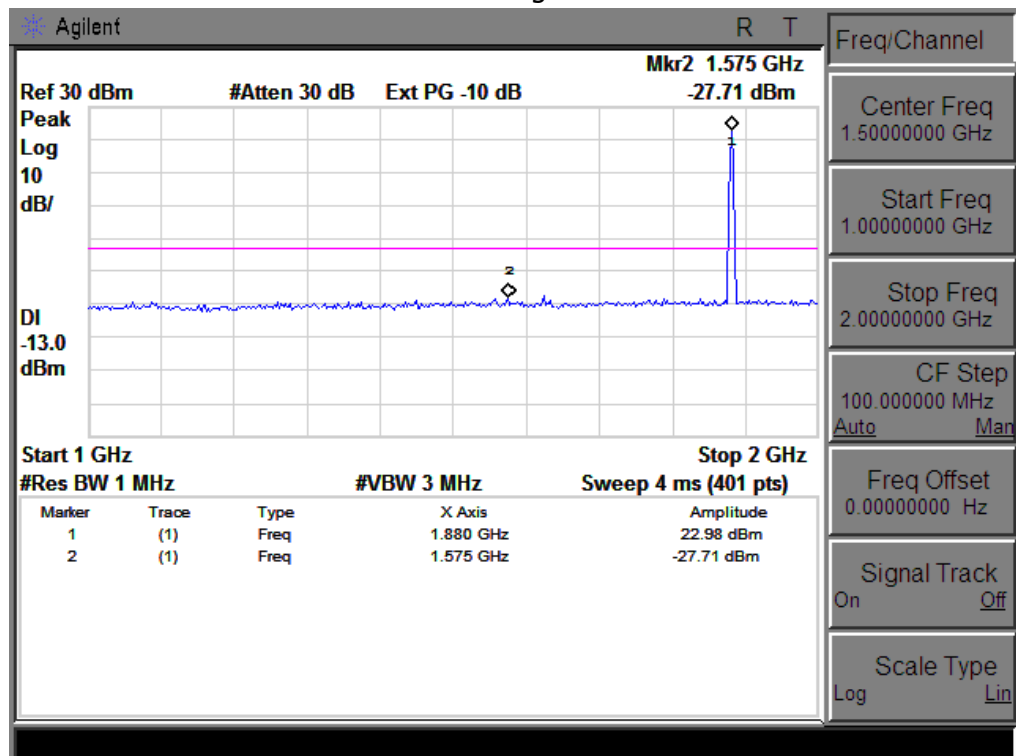 Agilent R T
Mkr2 1.575 GHz
Ref 30 dBm #Atten 30 dB Ext PG -10 dB -27.71 dBm
Peak
Log
10
dB/
1
2
DI
-13.0
dBm
Start 1 GHz Stop 2 GHz
#Res BW 1 MHz #VBW 3 MHz Sweep 4 ms (401 pts)
Marker Trace Type X Axis Amplitude
1 (1) Freq 1.880 GHz 22.98 dBm
2 (1) Freq 1.575 GHz -27.71 dBm
Freq/Channel
Center Freq
1.50000000 GHz
Start Freq
1.00000000 GHz
Stop Freq
2.00000000 GHz
CF Step
100.000000 MHz
Auto Man
Freq Offset
0.00000000 Hz
Signal Track
On Off
Scale Type
Log Lin